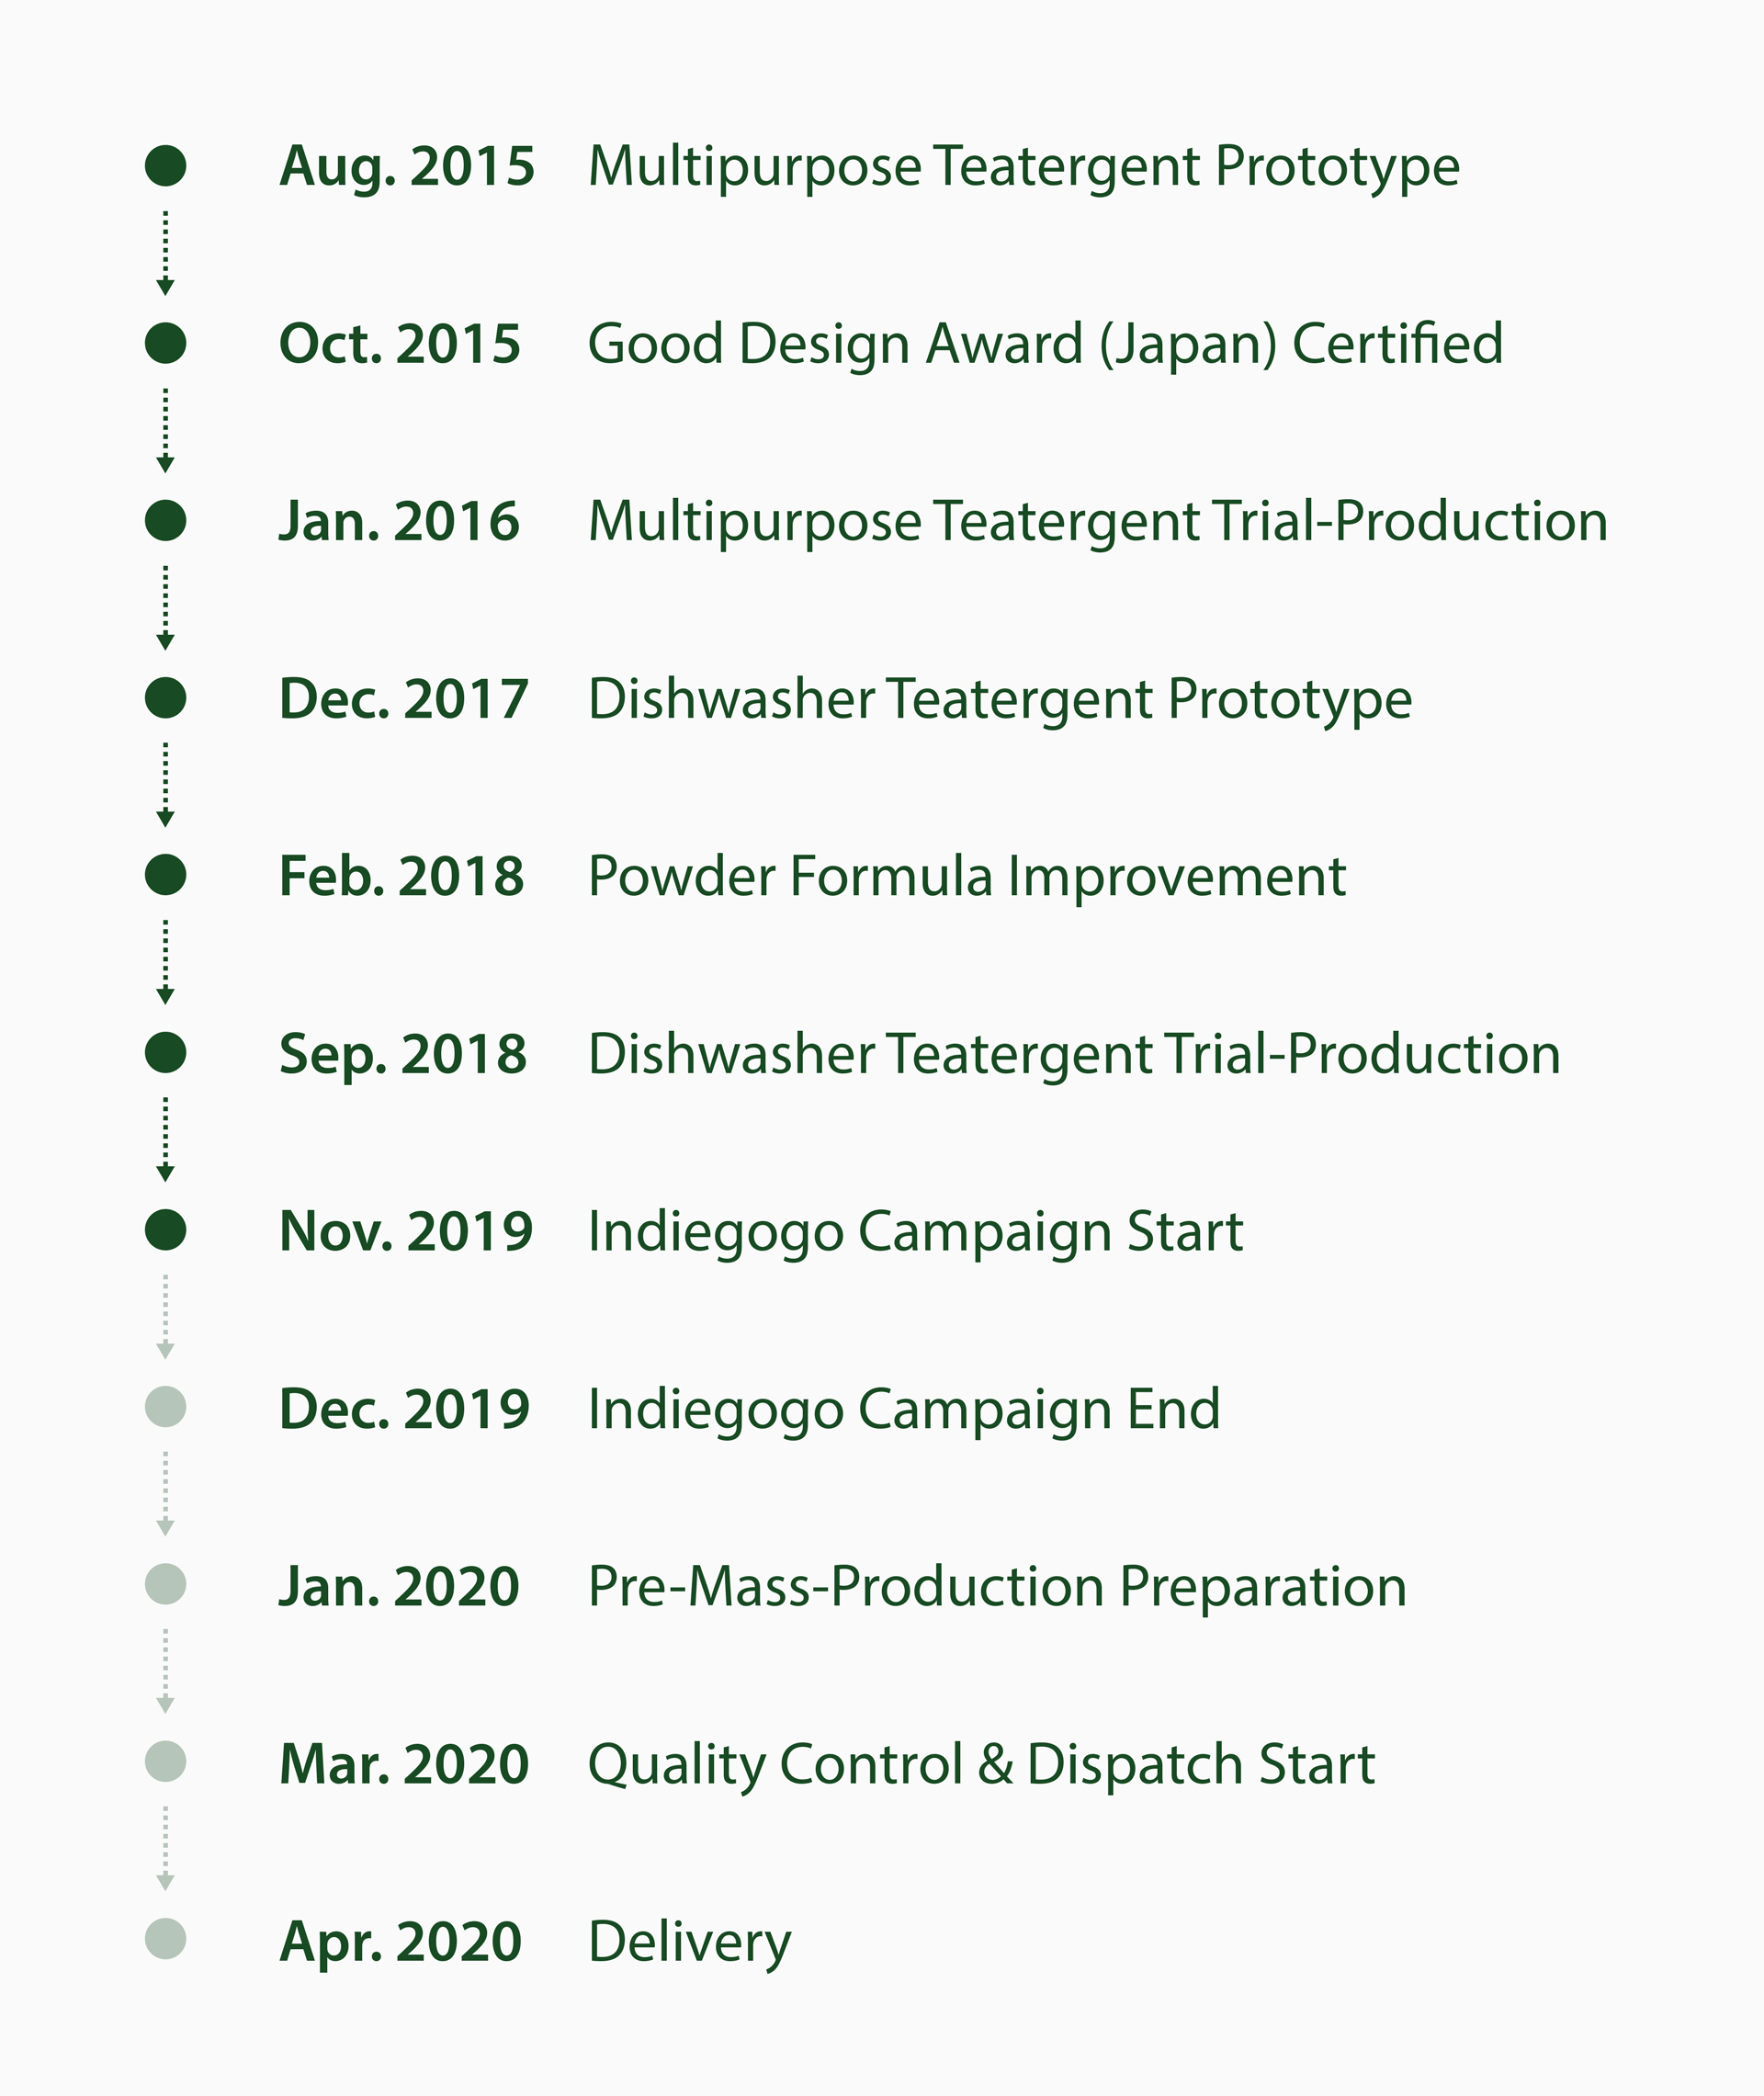 Aug. 2015 Multipurpose Teatergent Prototype
Oct. 2015 Good Design Award (Japan) Certified
Jan. 2016 Multipurpose Teatergent Trial-Production
Dec. 2017 Dishwasher Teatergent Prototype
Feb. 2018 Powder Formula Improvement
Sep. 2018 Dishwasher Teatergent Trial-Production
Nov. 2019 Indiegogo Campaign Start
Dec. 2019 Indiegogo Campaign End
Jan. 2020 Pre-Mass-Production Preparation
Mar. 2020 Quality Control & Dispatch Start
Apr. 2020 Delivery